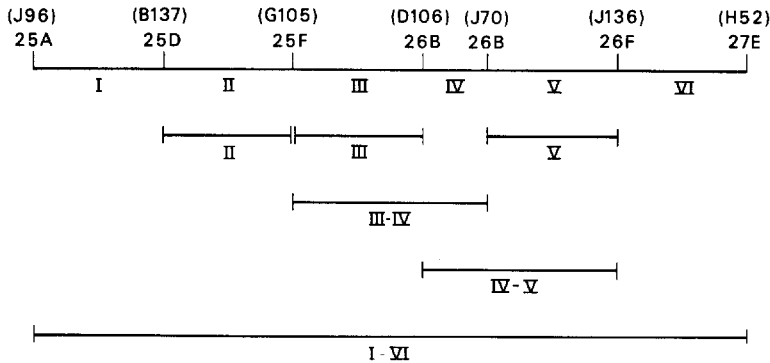 (J96) (B137) (G105) (D106) (J70) (J136) (H52)
25A 25D 25F 26B 26B 26F 27E
I II III IV V VI
II III V
III-IV
IV-V
I-VI